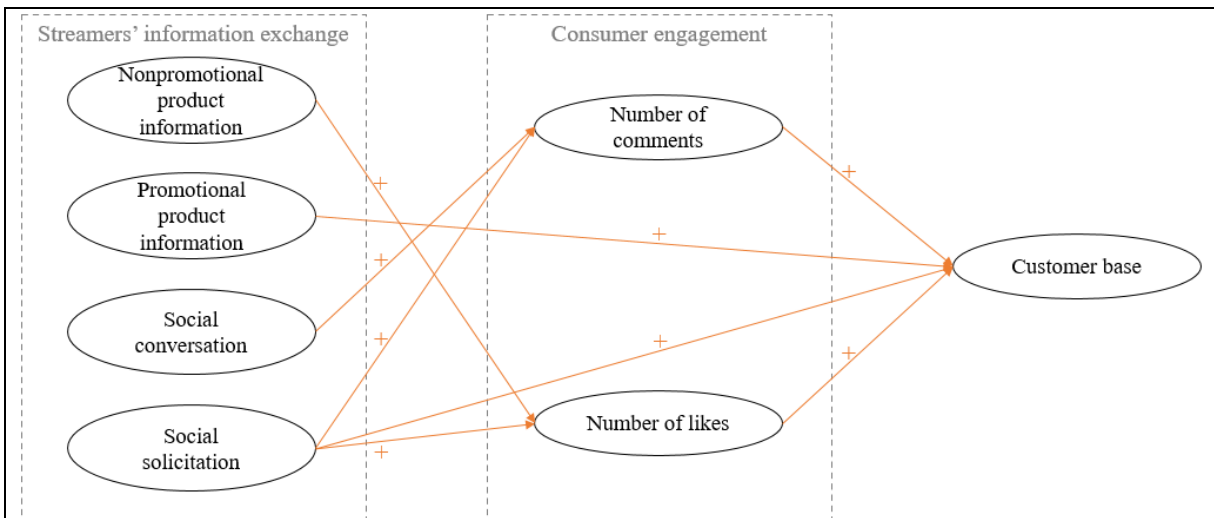 Streamers' information exchange
Nonpromotional
product
information
Promotional
product
information
Social
conversation
Social
solicitation
Consumer engagement
Number of
comments
Number of likes
Customer base
+
+
+
+
+
+
+
+